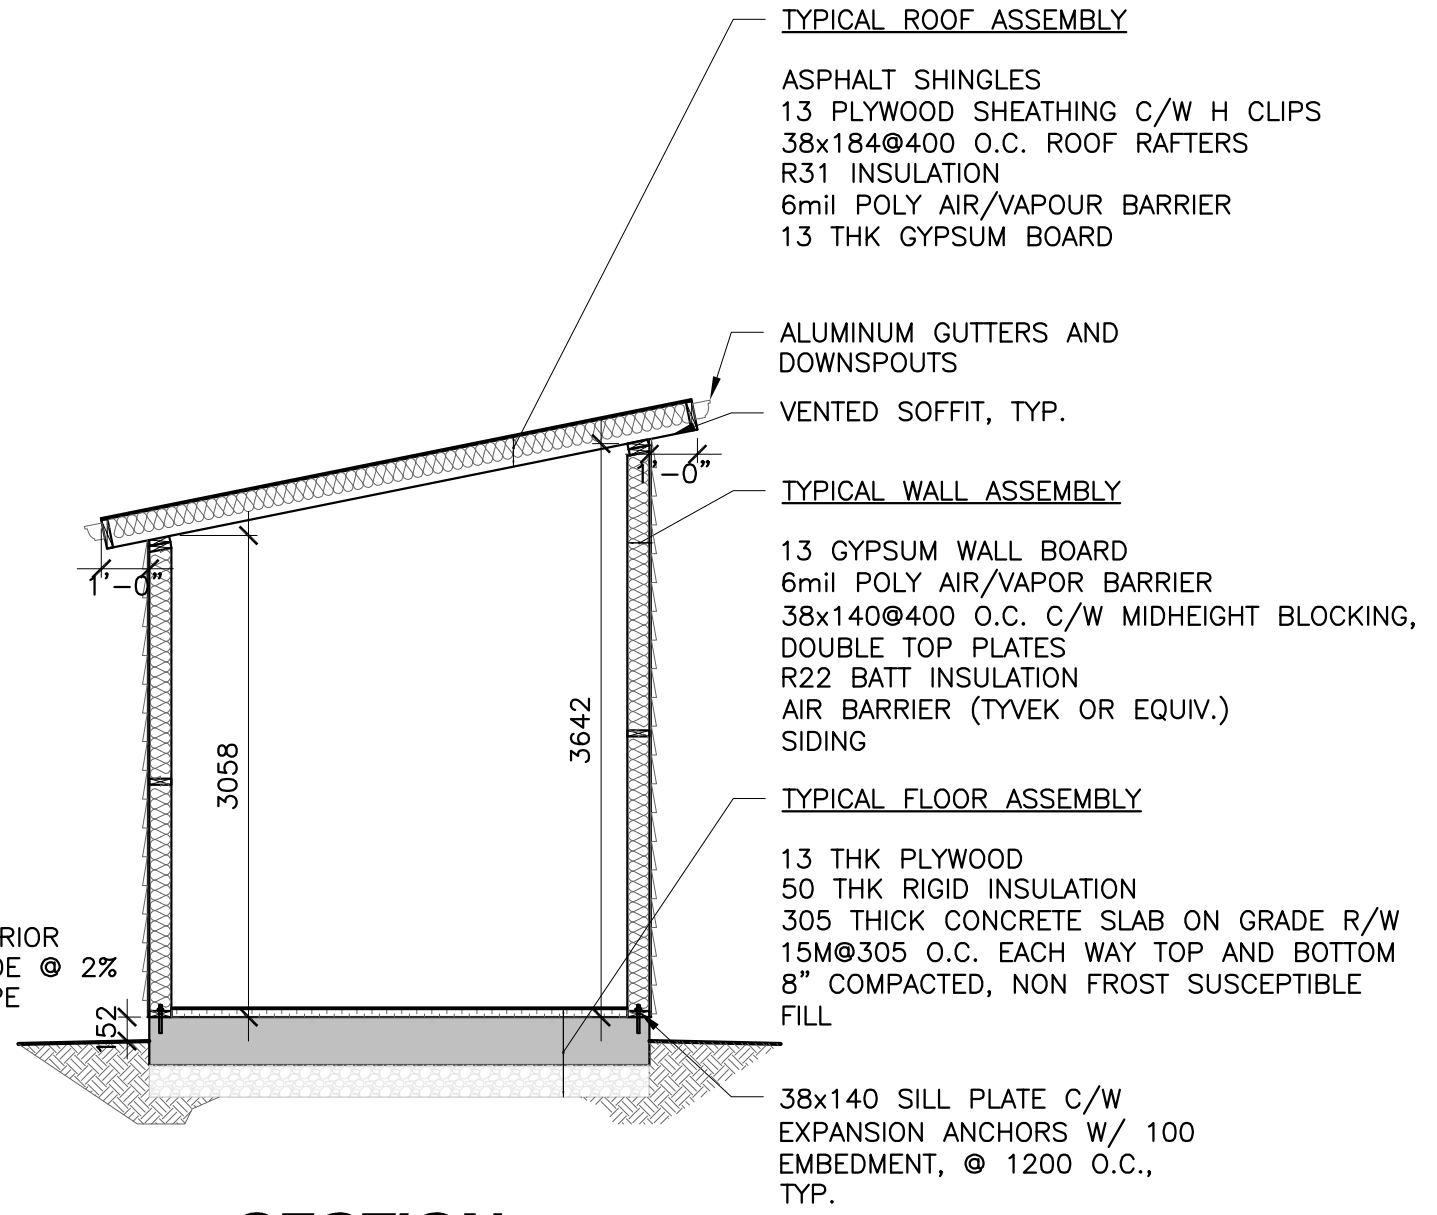 TYPICAL ROOF ASSEMBLY
ASPHALT SHINGLES
13 PLYWOOD SHEATHING C/W H CLIPS
38x184@400 O.C. ROOF RAFTERS
R31 INSULATION
6mil POLY AIR/VAPOUR BARRIER
13 THK GYPSUM BOARD
ALUMINUM GUTTERS AND
DOWNSPOUTS
VENTED SOFFIT, TYP.
1'-0"
TYPICAL WALL ASSEMBLY
13 GYPSUM WALL BOARD
6mil POLY AIR/VAPOR BARRIER
38x140@400 O.C. C/W MIDHEIGHT BLOCKING,
DOUBLE TOP PLATES
R22 BATT INSULATION
AIR BARRIER (TYVEK OR EQUIV.)
SIDING
1'-0"
3058
3642
TYPICAL FLOOR ASSEMBLY
13 THK PLYWOOD
50 THK RIGID INSULATION
305 THICK CONCRETE SLAB ON GRADE R/W
15M@305 O.C. EACH WAY TOP AND BOTTOM
8" COMPACTED, NON FROST SUSCEPTIBLE
FILL
RIOR
DE @ 2%
PE
152
38x140 SILL PLATE C/W
EXPANSION ANCHORS W/ 100
EMBEDMENT, @ 1200 O.C.,
TYP.
SECTION